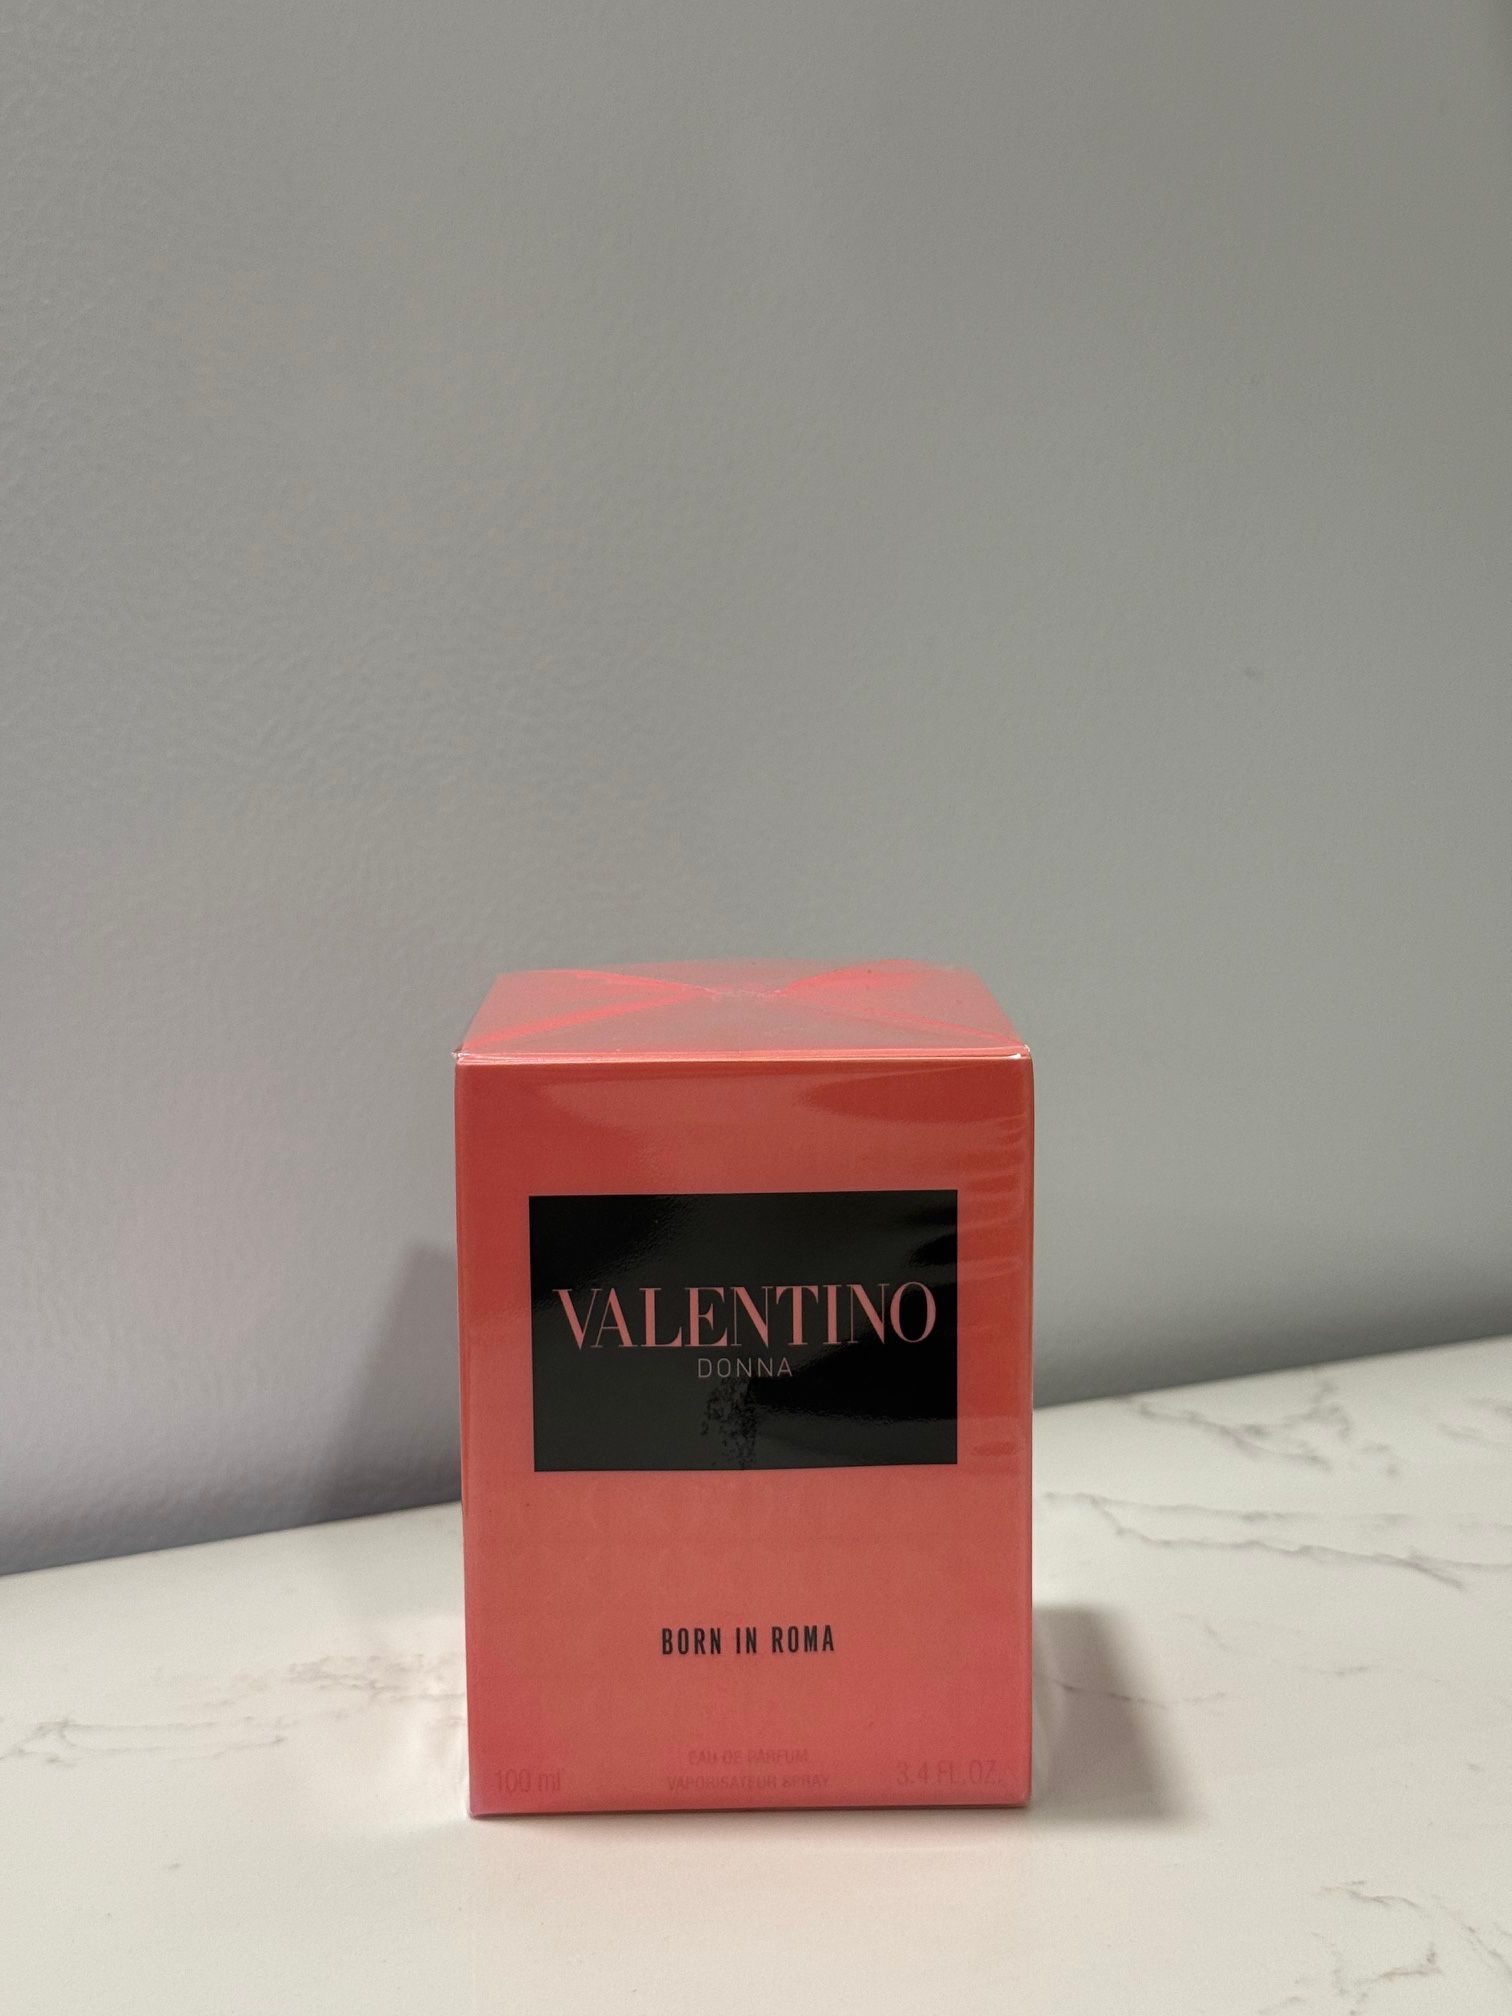 VALENTINO
DONNA
BORN IN ROMA
EAU DE PARFUM
100 ml VAPORISATEUR SPRAY 3.4 FL.OZ.